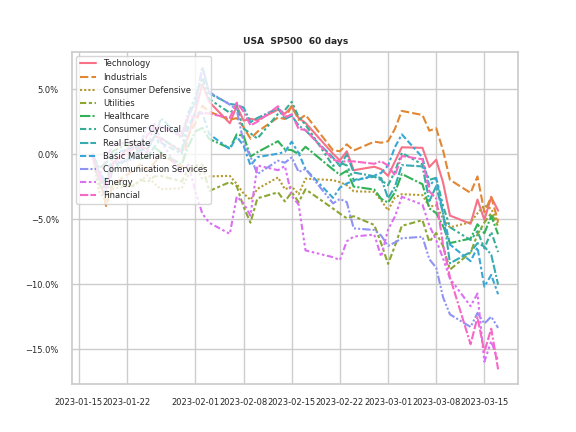 USA SP500 60 days
Technology
Industrials
Consumer Defensive
Utilities
Healthcare
Consumer Cyclical
Real Estate
Basic Materials
Communication Services
Energy
Financial
5.0%
0.0%
−5.0%
−10.0%
−15.0%
2023-01-15 2023-01-22 2023-02-01 2023-02-08 2023-02-15 2023-02-22 2023-03-01 2023-03-08 2023-03-15